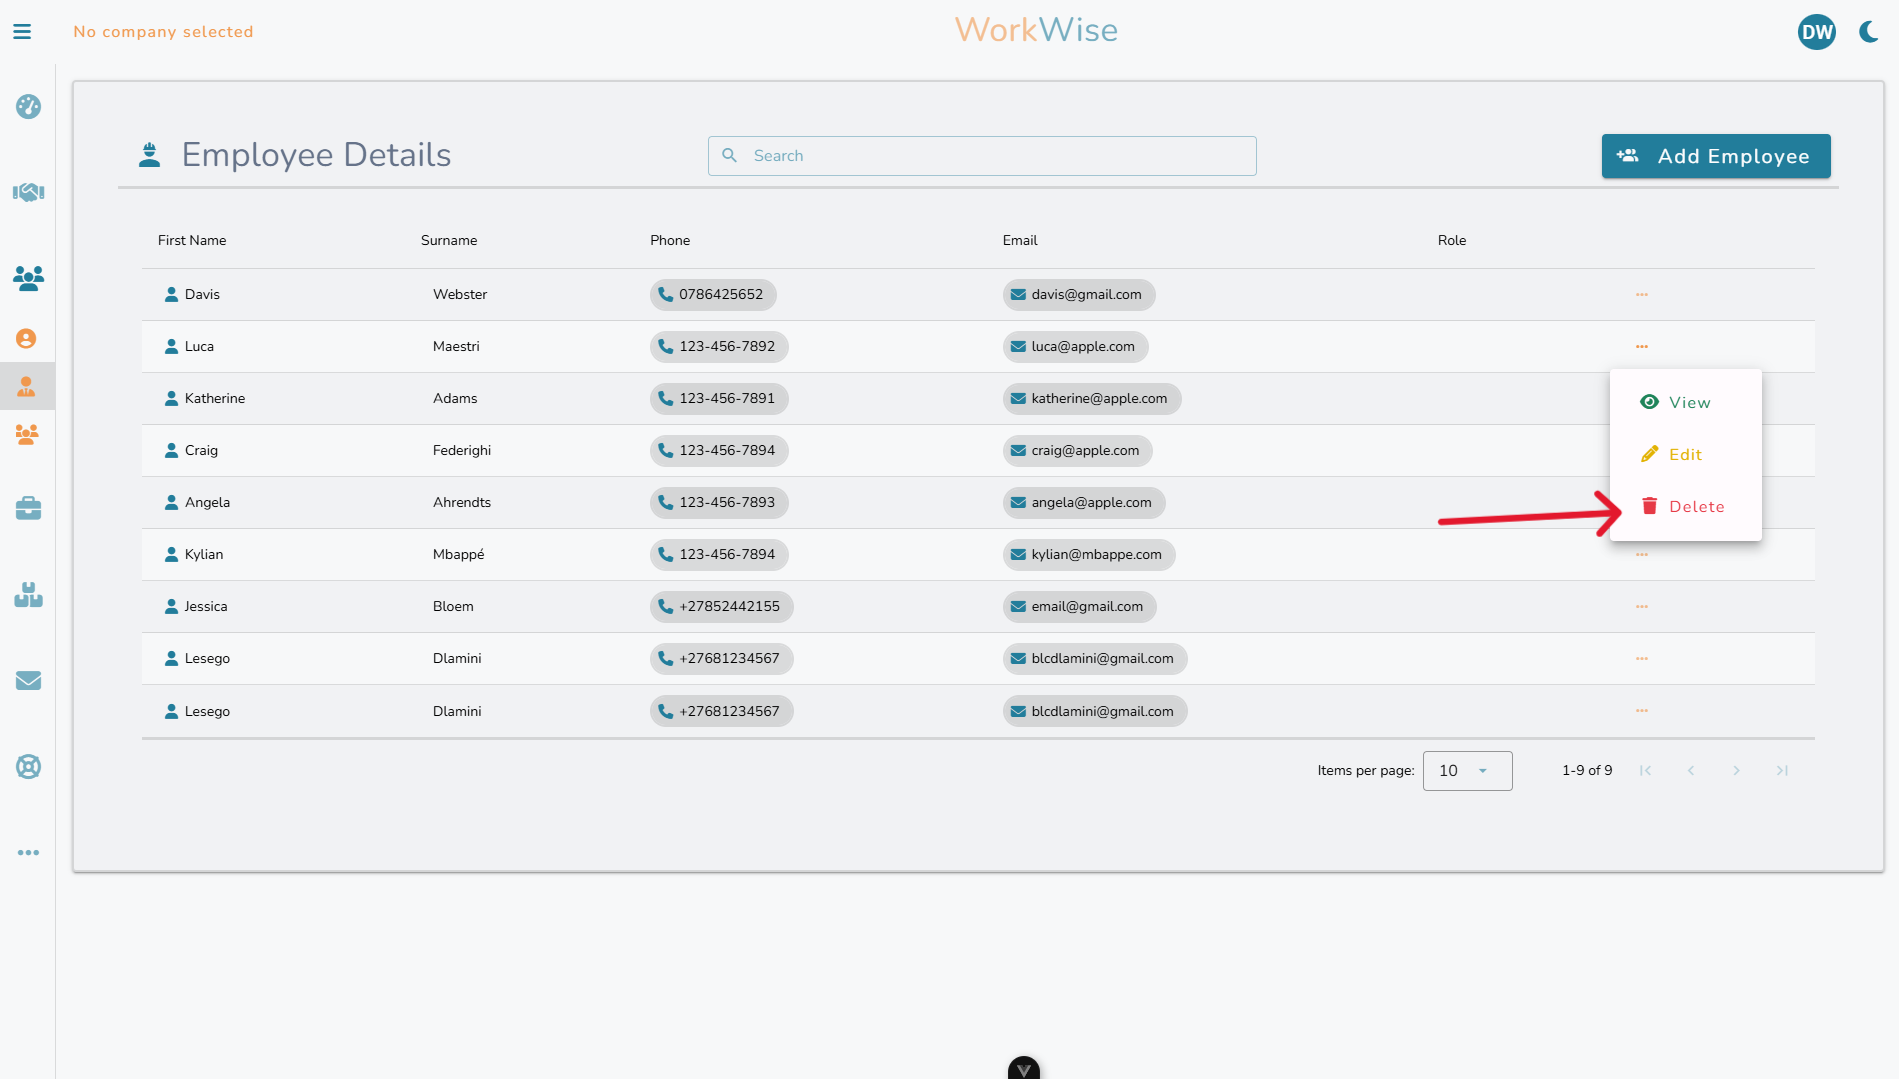 No company selected
WorkWise
DW
Employee Details
Search
Add Employee
First Name Surname Phone Email Role
Davis Webster 0786425652 davis@gmail.com
Luca Maestri 123-456-7892 luca@apple.com
Katherine Adams 123-456-7891 katherine@apple.com
View
Craig Federighi 123-456-7894 craig@apple.com
Edit
Angela Ahrendts 123-456-7893 angela@apple.com
Delete
Kylian Mbappé 123-456-7894 kylian@mbappe.com
Jessica Bloem +27852442155 email@gmail.com
Lesego Dlamini +27681234567 blcdlamini@gmail.com
Lesego Dlamini +27681234567 blcdlamini@gmail.com
Items per page: 10 1-9 of 9